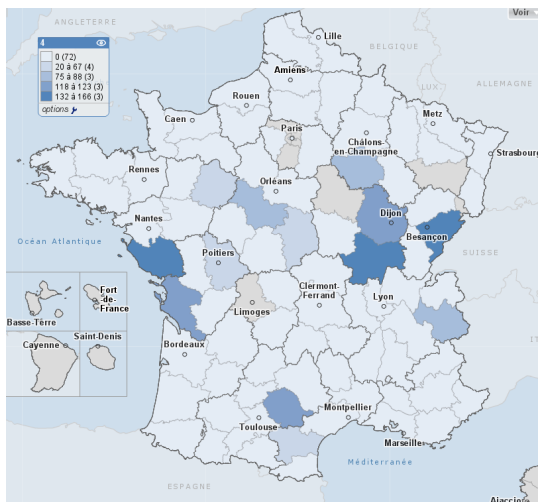 Voir
ANGLETERRE
BELGIQUE
LUX.
ALLEMAGNE
4
0 (72)
20 à 67 (4)
75 à 88 (3)
118 à 123 (3)
132 à 166 (3)
options
Lille
Amiens
Rouen
Caen
Paris
Metz
Châlons
en-Champagne
Strasbourg
Rennes
Orléans
Nantes
Dijon
Besançon
Océan Atlantique
SUISSE
Poitiers
Clermont-
Ferrand
Lyon
Limoges
Fort
de-
France
Basse-Terre
Cayenne
Saint-Denis
Bordeaux
IT
Montpellier
Toulouse
Marseille
Méditerranée
ESPAGNE
Ajaccio